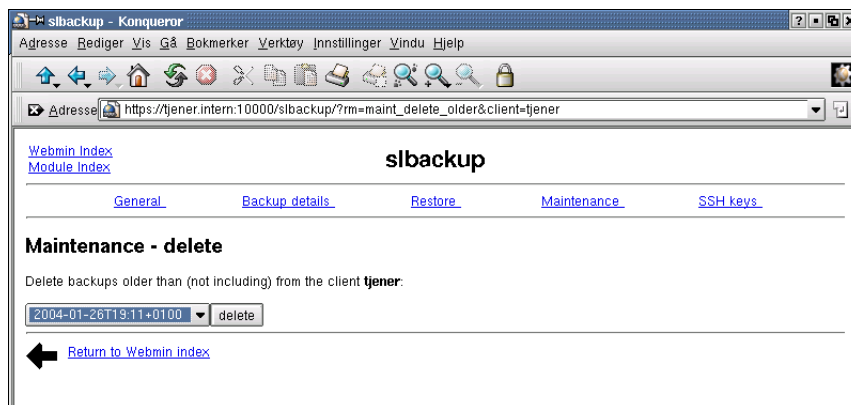 slbackup - Konqueror
Adresse Rediger Vis Gå Bokmerker Verktøy Innstillinger Vindu Hjelp
Adresse https://tjener.intern:10000/slbackup/?rm=maint_delete_older&client=tjener
Webmin Index
Module Index
slbackup
General Backup details Restore Maintenance SSH keys
Maintenance - delete
Delete backups older than (not including) from the client tjener:
2004-01-26T19:11+0100 delete
Return to Webmin index